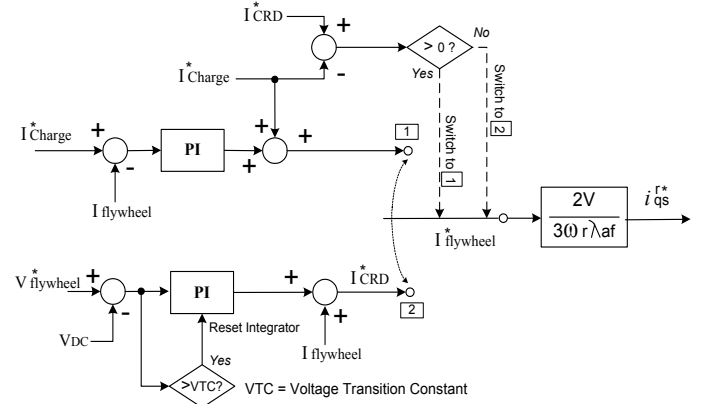 I*CRD
+
-
> 0 ?
No
Yes
I*Charge
Switch to 2
Switch to 1
I*Charge
+
-
PI
+
+
+
1
I flywheel
I*flywheel
2V
3ω r λaf
i r* qs
V*flywheel
+
-
PI
+
I*CRD
+
2
VDC
Reset Integrator
I flywheel
Yes
>VTC?
VTC = Voltage Transition Constant